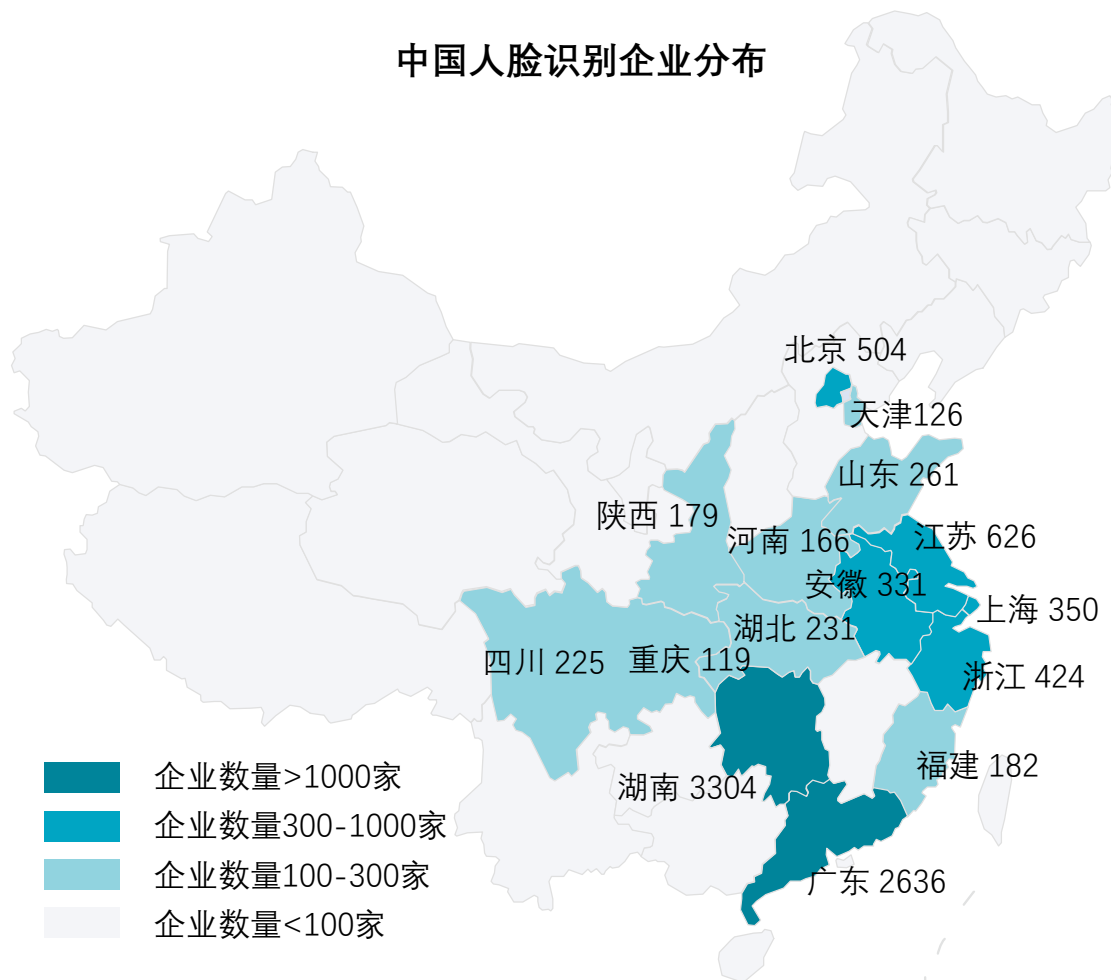 中国人脸识别企业分布
北京 504
天津126
山东 261
陕西 179
河南 166
江苏 626
安徽 331
上海 350
湖北 231
四川 225
重庆 119
浙江 424
福建 182
湖南 3304
广东 2636
企业数量>1000家
企业数量300-1000家
企业数量100-300家
企业数量<100家